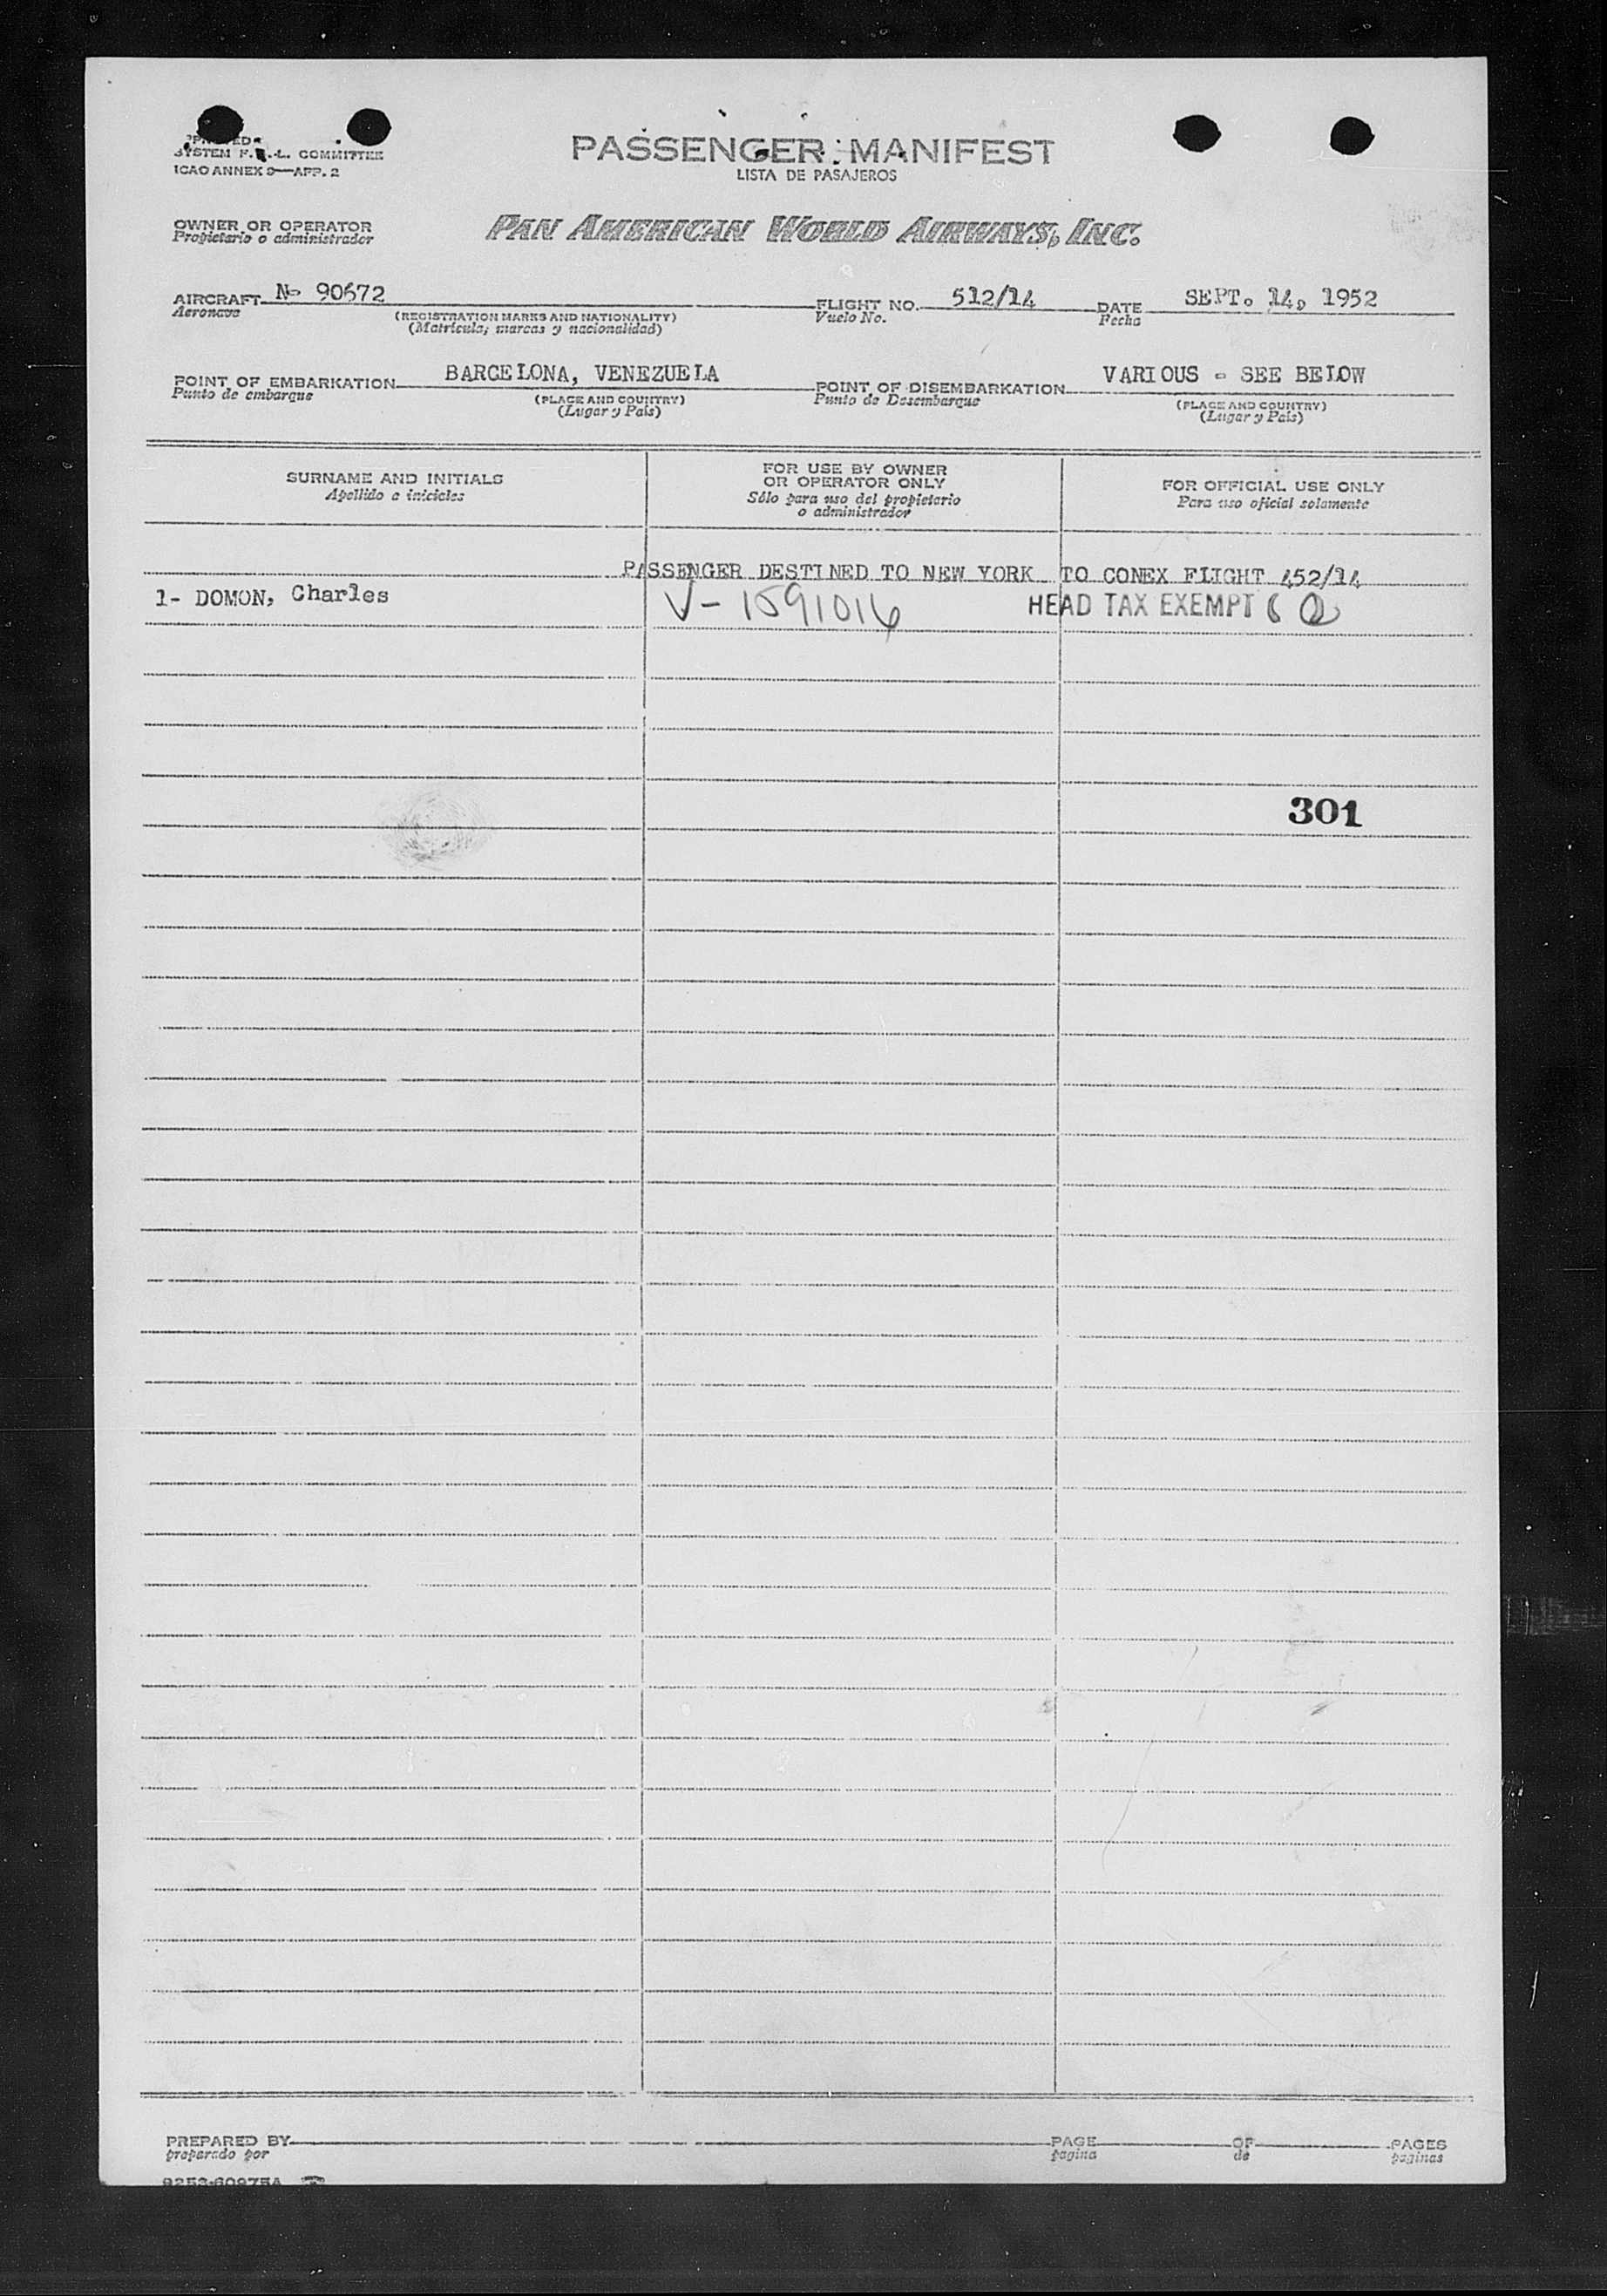 SYSTEM F.A.L. COMMITTEE
ICAO ANNEX 9—APP. 2
PASSENGER MANIFEST
LISTA DE PASAJEROS
OWNER OR OPERATOR
Propietario o administrador
PAN AMERICAN WORLD AIRWAYS, INC.
AIRCRAFT N- 90672
Aeronave
(REGISTRATION MARKS AND NATIONALITY)
(Matrícula, marcas y nacionalidad)
FLIGHT NO. 512/14
Vuelo No.
DATE SEPT. 14, 1952
Fecha
POINT OF EMBARKATION BARCELONA, VENEZUELA
Punto de embarque
(PLACE AND COUNTRY)
(Lugar y País)
POINT OF DISEMBARKATION VARIOUS - SEE BELOW
Punto de Desembarque
(PLACE AND COUNTRY)
(Lugar y País)
SURNAME AND INITIALS
Apellido e iniciales
FOR USE BY OWNER
OR OPERATOR ONLY
Sólo para uso del propietario
o administrador
FOR OFFICIAL USE ONLY
Para uso oficial solamente
PASSENGER DESTINED TO NEW YORK TO CONEX FLIGHT 452/14
1- DOMON, Charles V-1591016 HEAD TAX EXEMPT
301
PREPARED BY
preparado por
PAGE
pagina
OF
de
PAGES
paginas
9253-60975A